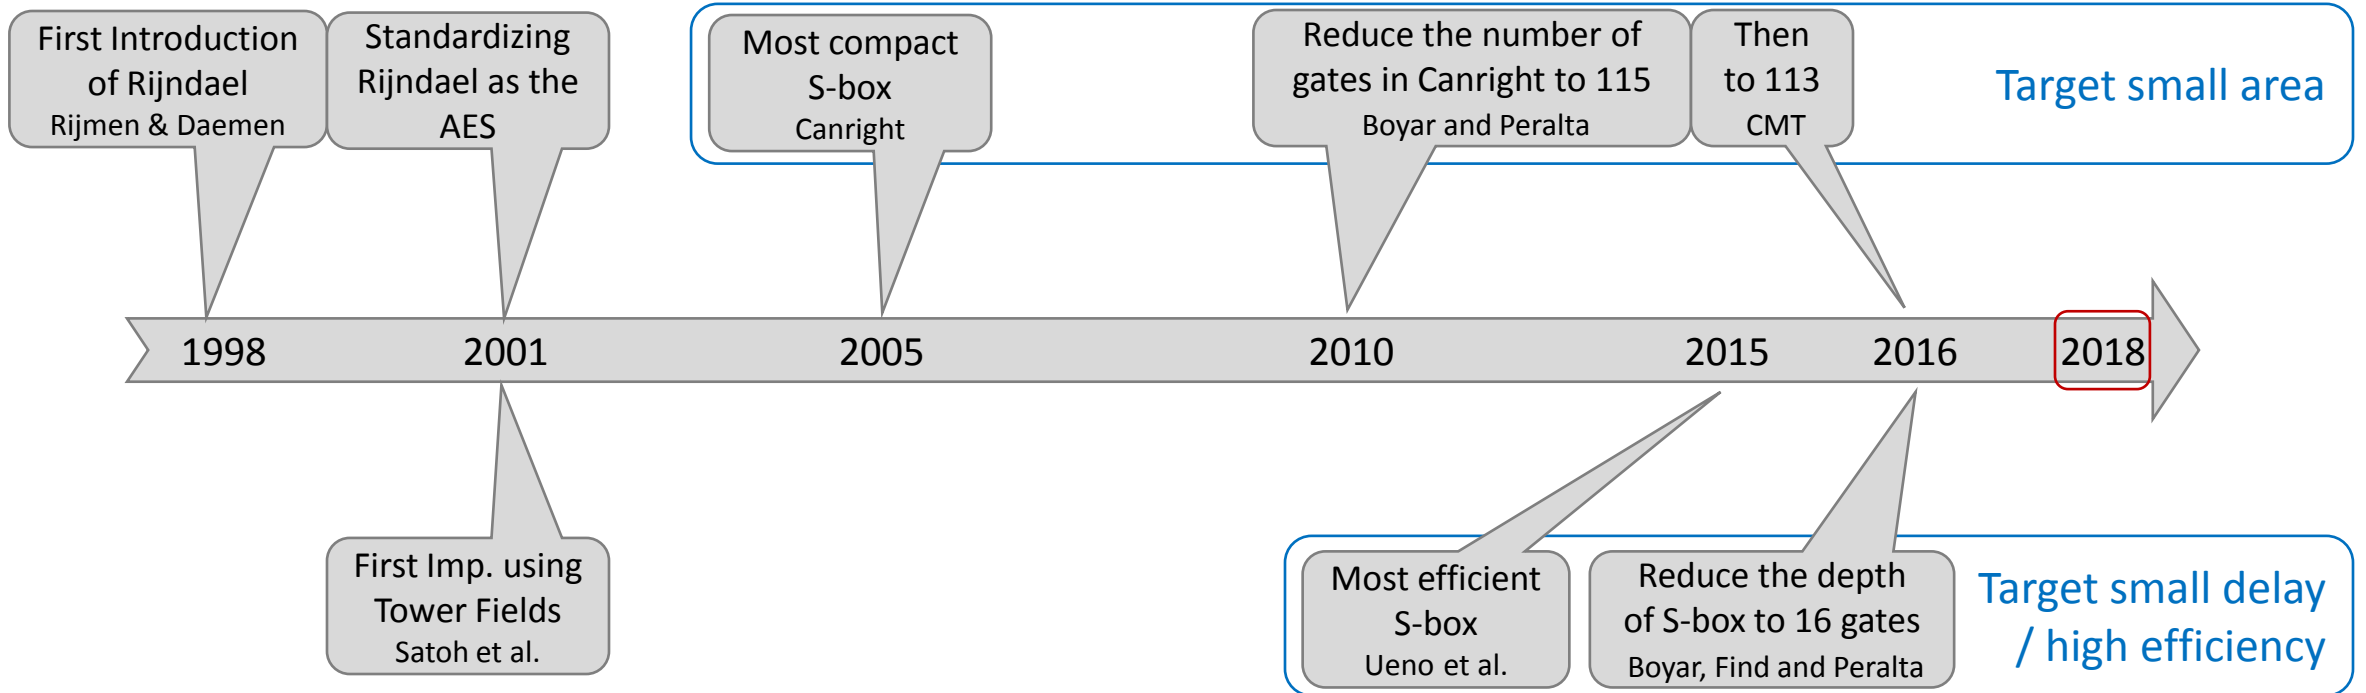 First Introduction
of Rijndael
Rijmen & Daemen
Standardizing
Rijndael as the
AES
Most compact
S-box
Canright
Reduce the number of
gates in Canright to 115
Boyar and Peralta
Then
to 113
CMT
Target small area
1998
2001
2005
2010
2015
2016
2018
First Imp. using
Tower Fields
Satoh et al.
Most efficient
S-box
Ueno et al.
Reduce the depth
of S-box to 16 gates
Boyar, Find and Peralta
Target small delay
/ high efficiency